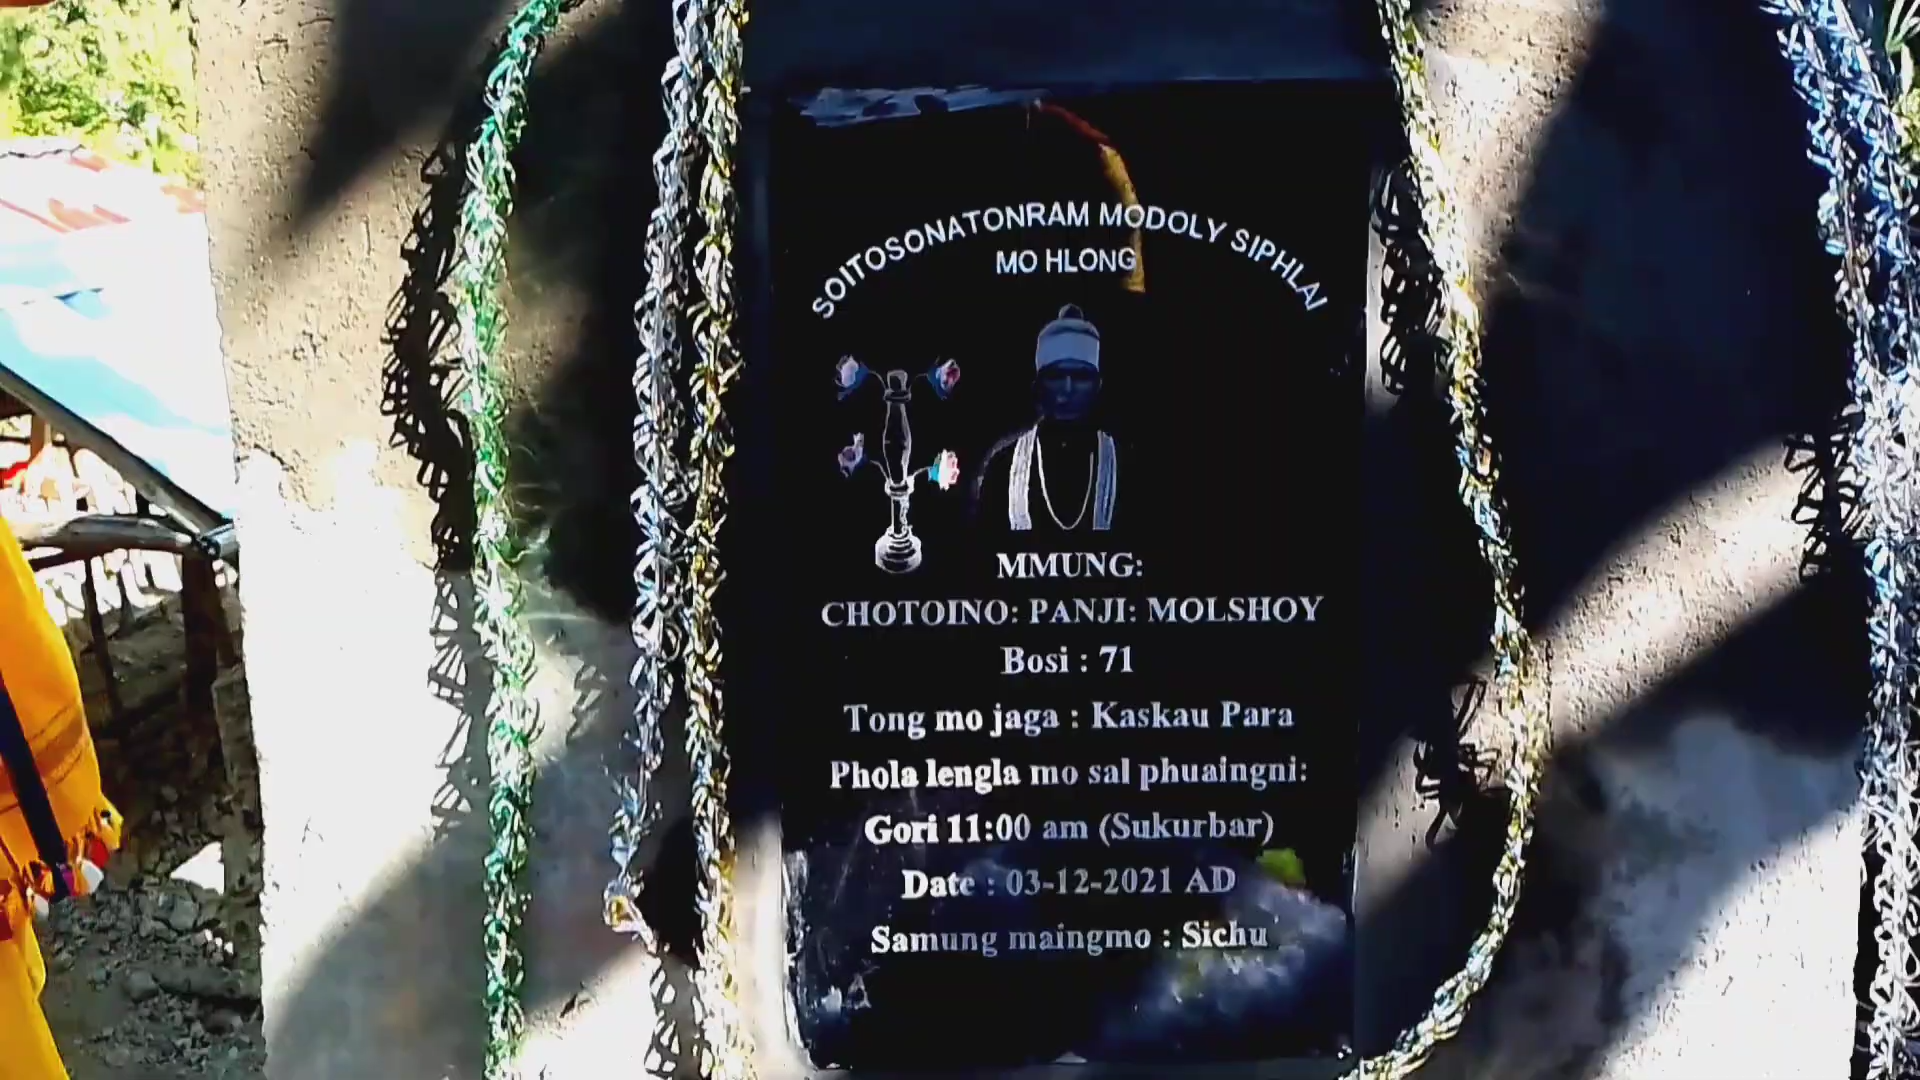 SOITOSONATONRAM MODOLY SIPHLAI
MO HLONG
MMUNG:
CHOTOINO: PANJI: MOLSHOY
Bosi : 71
Tong mo jaga : Kaskau Para
Phola lengla mo sal phuaingni:
Gori 11:00 am (Sukurbar)
Date : 03-12-2021 AD
Samung maingmo : Sichu